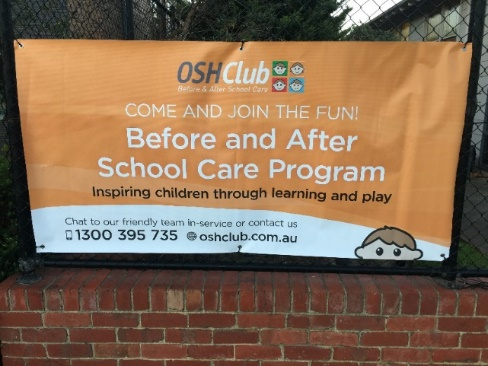 OSHClub
Before & After School Care
COME AND JOIN THE FUN!
Before and After
School Care Program
Inspiring children through learning and play
Chat to our friendly team in-service or contact us
1300 395 735 oshclub.com.au